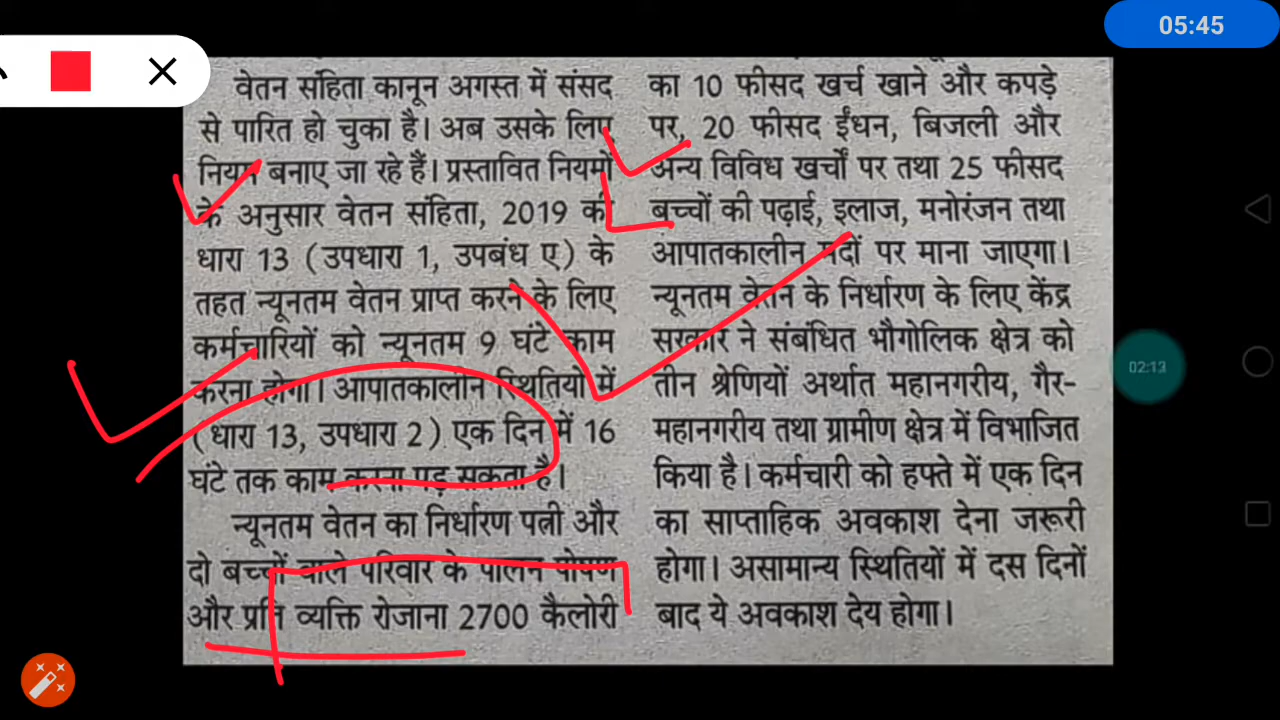 05:45
वेतन संहिता कानून अगस्त में संसद
से पारित हो चुका है। अब उसके लिए
नियम बनाए जा रहे हैं। प्रस्तावित नियमों
के अनुसार वेतन संहिता, 2019 की
धारा 13 (उपधारा 1, उपबंध ए) के
तहत न्यूनतम वेतन प्राप्त करने के लिए
कर्मचारियों को न्यूनतम 9 घंटे काम
करना होगा। आपातकालीन स्थितियों में
(धारा 13, उपधारा 2) एक दिन में 16
घंटे तक काम करना पड़ सकता है।
न्यूनतम वेतन का निर्धारण पत्नी और
दो बच्चों वाले परिवार के पालन पोषण
और प्रति व्यक्ति रोजाना 2700 कैलोरी
का 10 फीसद खर्च खाने और कपड़े
पर, 20 फीसद ईंधन, बिजली और
अन्य विविध खर्चों पर तथा 25 फीसद
बच्चों की पढ़ाई, इलाज, मनोरंजन तथा
आपातकालीन मदों पर माना जाएगा।
न्यूनतम वेतन के निर्धारण के लिए केंद्र
सरकार ने संबंधित भौगोलिक क्षेत्र को
तीन श्रेणियों अर्थात महानगरीय, गैर-
महानगरीय तथा ग्रामीण क्षेत्र में विभाजित
किया है। कर्मचारी को हफ्ते में एक दिन
का साप्ताहिक अवकाश देना जरूरी
होगा। असामान्य स्थितियों में दस दिनों
बाद ये अवकाश देय होगा।
02:13